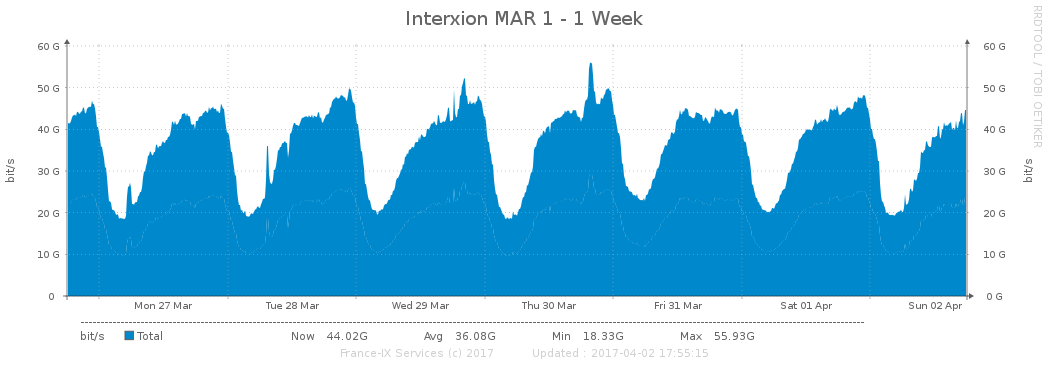 Interxion MAR 1 - 1 Week
RRDTOOL / TOBI OETIKER
bit/s
60 G
50 G
40 G
30 G
20 G
10 G
0
60 G
50 G
40 G
30 G
20 G
10 G
0 G
bit/s
Mon 27 Mar Tue 28 Mar Wed 29 Mar Thu 30 Mar Fri 31 Mar Sat 01 Apr Sun 02 Apr
bit/s Total Now 44.02G Avg 36.08G Min 18.33G Max 55.93G
France-IX Services (c) 2017 Updated : 2017-04-02 17:55:15